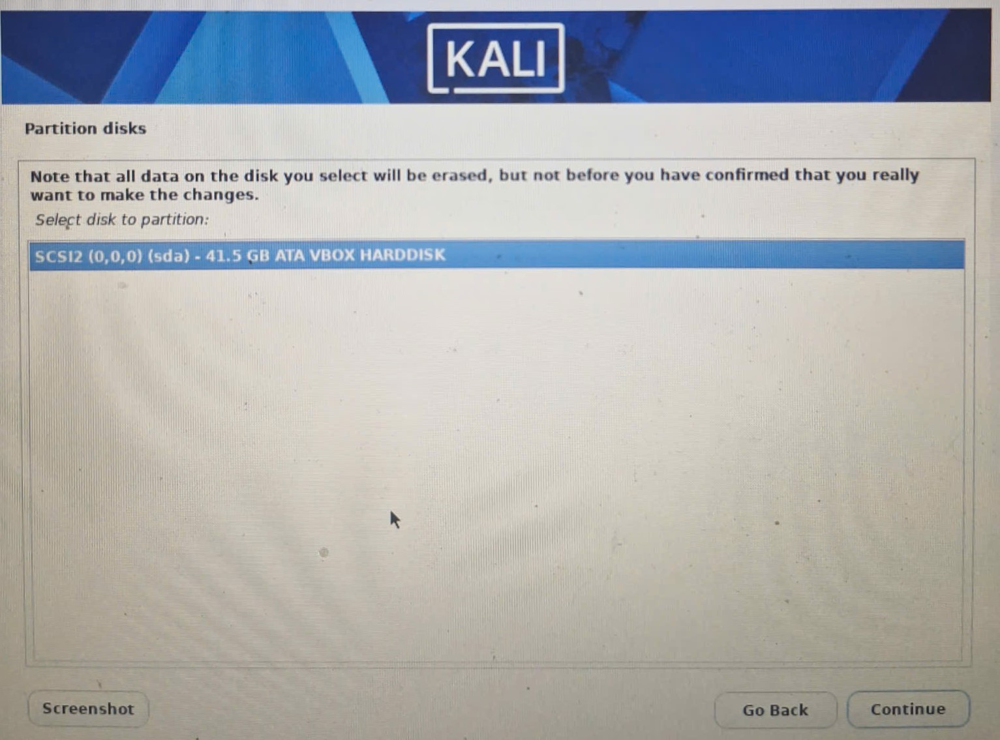 KALI
Partition disks
Note that all data on the disk you select will be erased, but not before you have confirmed that you really
want to make the changes.
Select disk to partition:
SCSI2 (0,0,0) (sda) - 41.5 GB ATA VBOX HARDDISK
Screenshot
Go Back
Continue